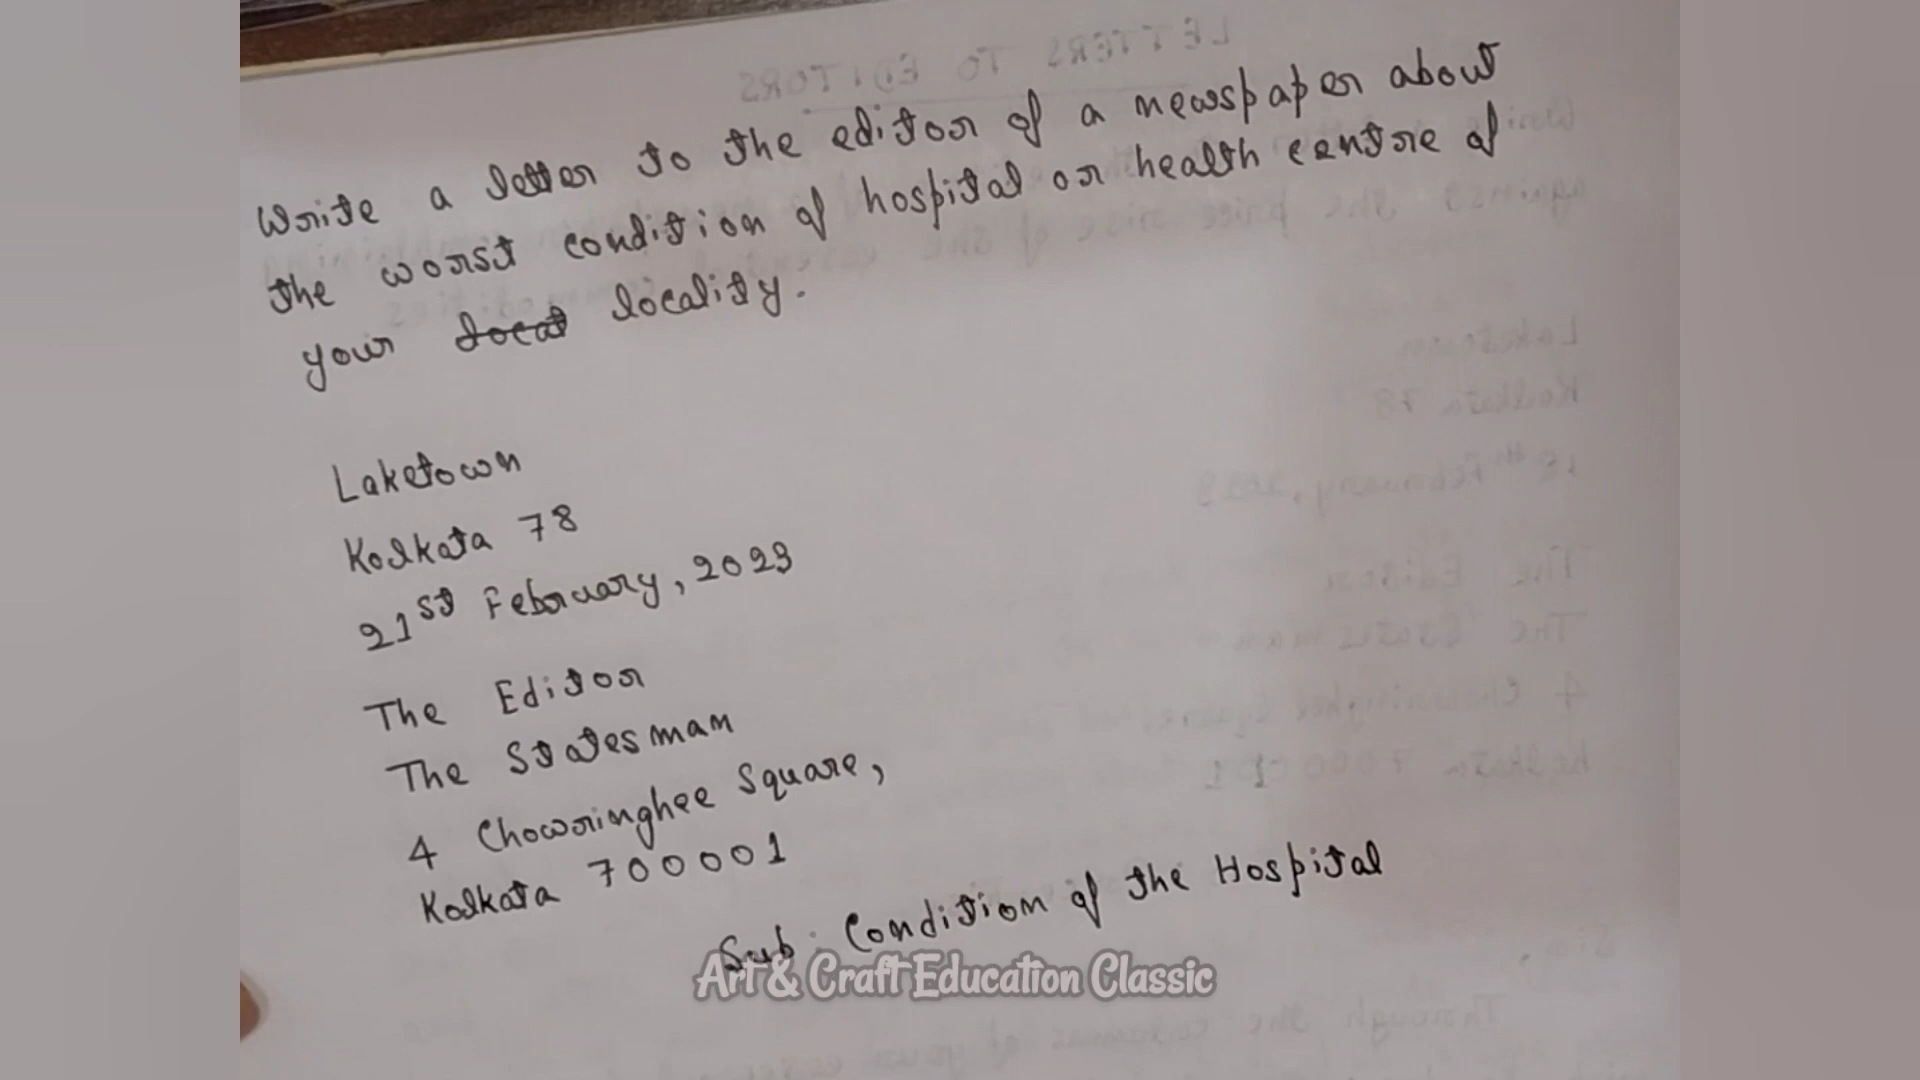 Write a letter to the editor of a newspaper about
the worst condition of hospital or health centre of
your local locality.
Laketown
Kolkata 78
21st February, 2023
The Editor
The Statesman
4 Chowringhee Square,
Kolkata 700001
Sub: Condition of the Hospital
Art & Craft Education Classic